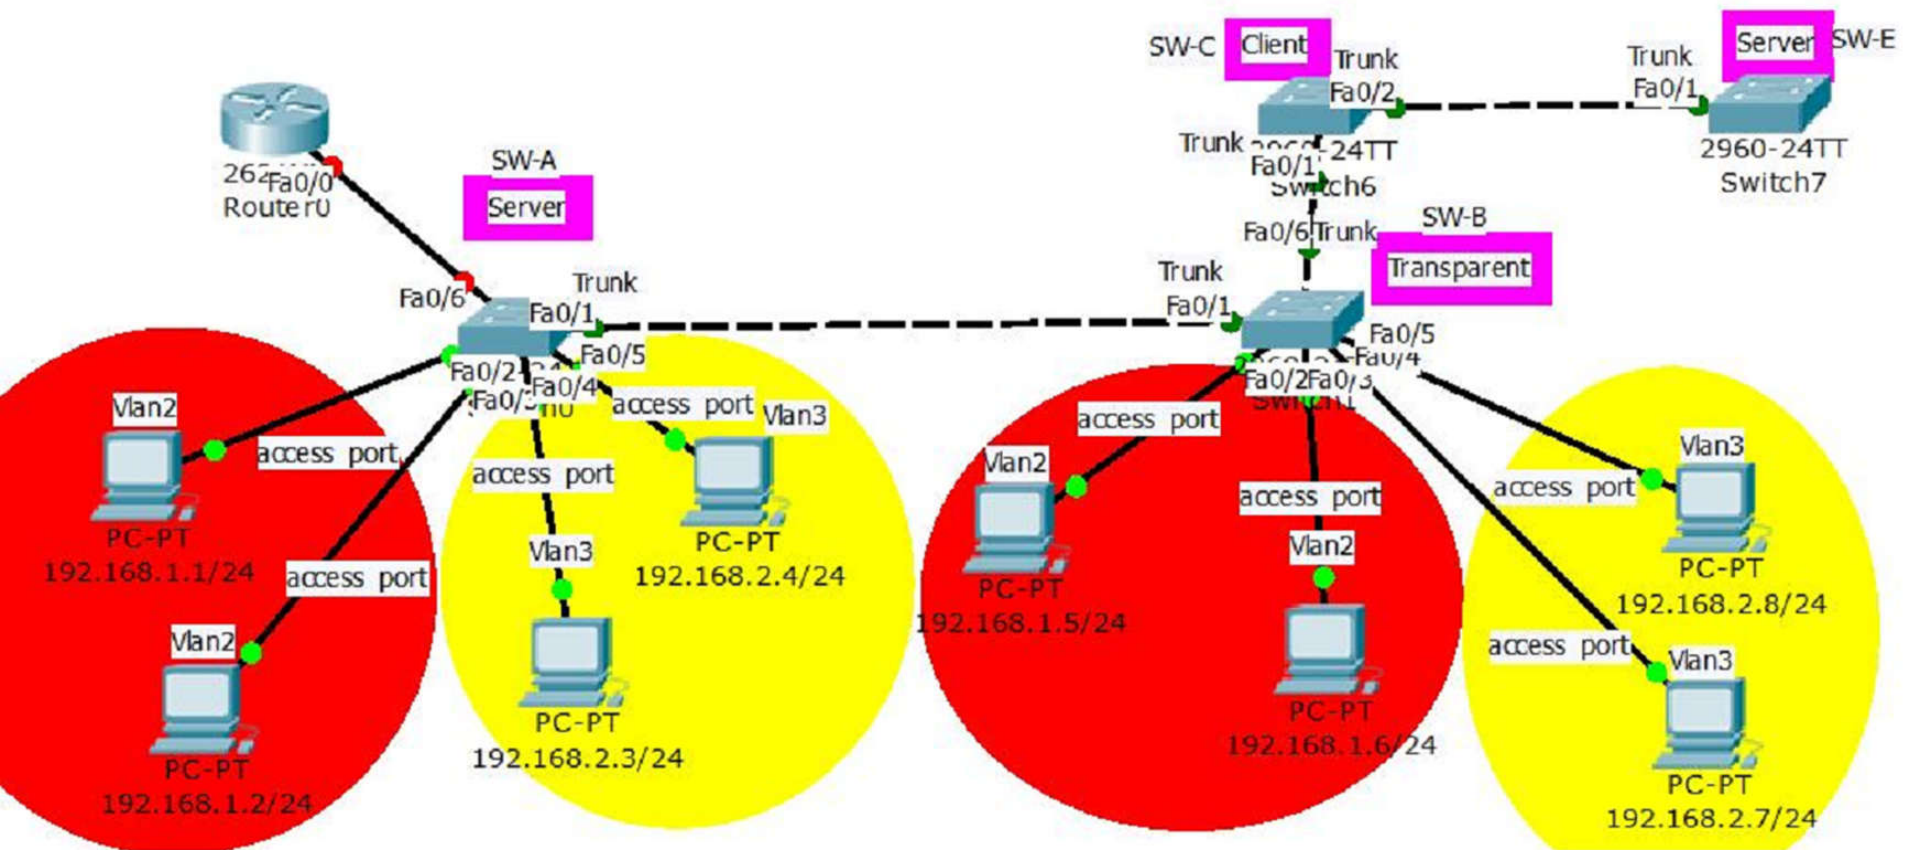 SW-C
Client
Trunk
Fa0/2
Trunk
Fa0/1
Server
SW-E
Trunk
Fa0/1
-24TT
Switch6
2960-24TT
Switch7
Fa0/0
Router0
SW-A
Server
Fa0/6
Trunk
Fa0/1
Fa0/5
Fa0/2
Fa0/4
Fa0/3
Fa0/6
Trunk
SW-B
Transparent
Trunk
Fa0/1
Fa0/5
Fa0/4
Fa0/2
Fa0/3
Switch1
Vlan2
access port
PC-PT
192.168.1.1/24
access port
Vlan2
PC-PT
192.168.1.2/24
access port
Vlan3
PC-PT
192.168.2.4/24
access port
Vlan3
PC-PT
192.168.2.3/24
access port
Vlan2
PC-PT
192.168.1.5/24
access port
Vlan2
PC-PT
192.168.1.6/24
Vlan3
access port
PC-PT
192.168.2.8/24
access port
Vlan3
PC-PT
192.168.2.7/24